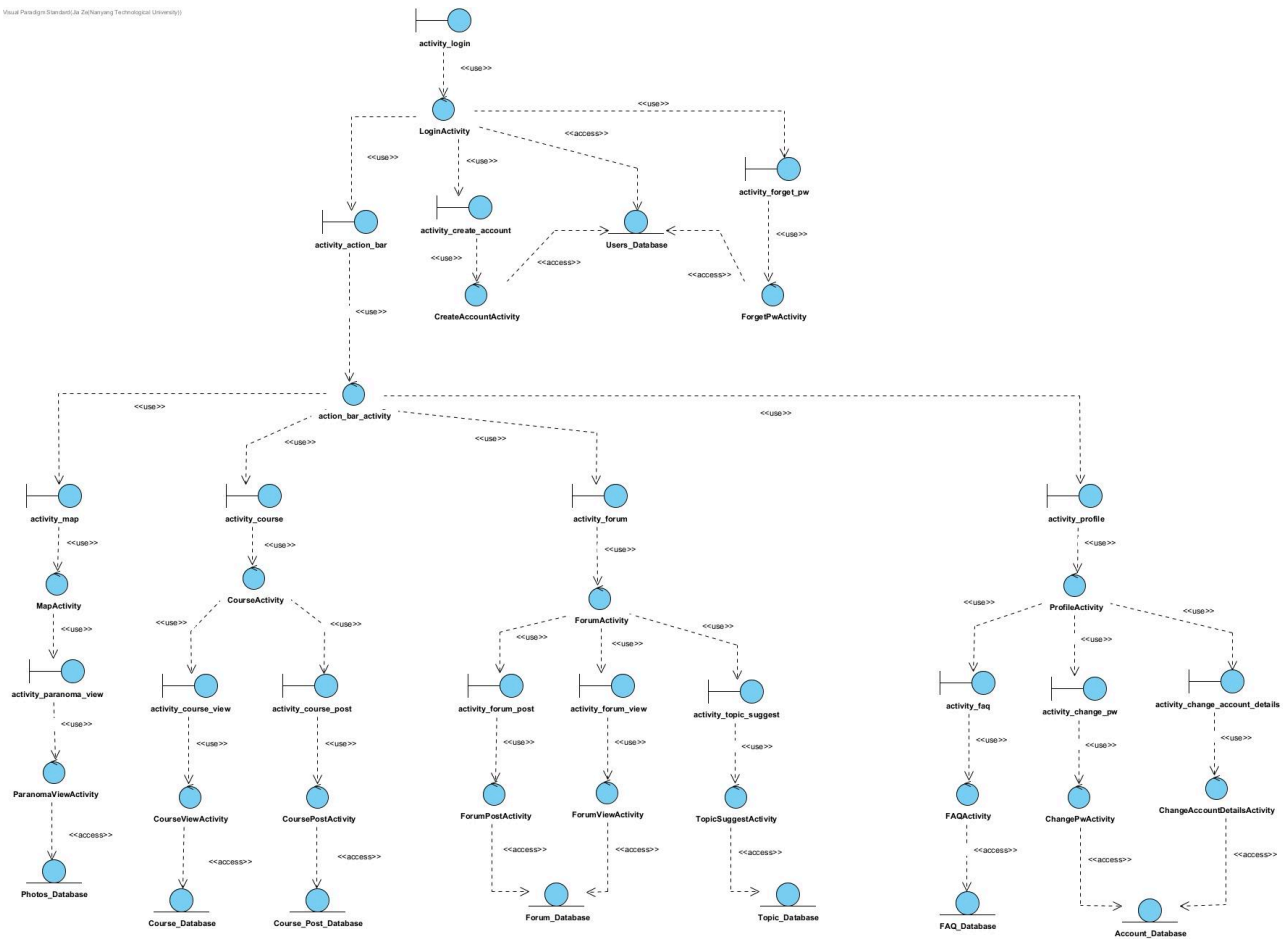 Visual Paradigm Standard(Jia Ze(Nanyang Technological University))
activity_login
<<use>>
<<use>>
LoginActivity
<<access>>
<<use>>
<<use>>
activity_forget_pw
activity_create_account
<<use>>
activity_action_bar
Users_Database
<<use>>
<<access>>
<<access>>
CreateAccountActivity
ForgetPwActivity
<<use>>
<<use>>
action_bar_activity
<<use>>
<<use>>
<<use>>
activity_map
activity_course
activity_forum
activity_profile
<<use>>
<<use>>
<<use>>
<<use>>
MapActivity
CourseActivity
ForumActivity
ProfileActivity
<<use>>
<<use>>
<<use>>
<<use>>
<<use>>
<<use>>
<<use>>
<<use>>
<<use>>
activity_paranoma_view
activity_course_view
activity_course_post
activity_forum_post
activity_forum_view
activity_topic_suggest
activity_faq
activity_change_pw
activity_change_account_details
<<use>>
<<use>>
<<use>>
<<use>>
<<use>>
<<use>>
<<use>>
<<use>>
<<use>>
ParanomaViewActivity
CourseViewActivity
CoursePostActivity
ForumPostActivity
ForumViewActivity
TopicSuggestActivity
FAQActivity
ChangePwActivity
ChangeAccountDetailsActivity
<<access>>
<<access>>
<<access>>
<<access>>
<<access>>
<<access>>
<<access>>
<<access>>
<<access>>
Photos_Database
Course_Database
Course_Post_Database
Forum_Database
Topic_Database
FAQ_Database
Account_Database